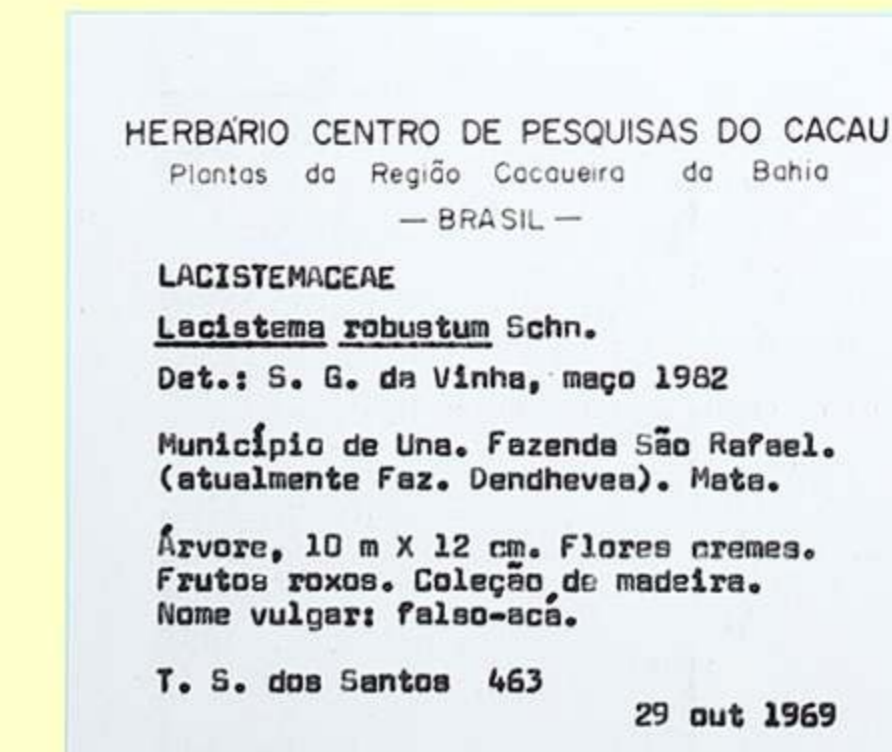 HERBÁRIO CENTRO DE PESQUISAS DO CACAU
Plantas da Região Cacaueira da Bahia
— BRASIL —
LACISTEMACEAE
Lacistema robustum Schn.
Det.: S. G. da Vinha, maço 1982
Município de Una. Fazenda São Rafael.
(atualmente Faz. Dendhevea). Mata.
Árvore, 10 m X 12 cm. Flores cremes.
Frutos roxos. Coleção de madeira.
Nome vulgar: falso-acá.
T. S. dos Santos 463
29 out 1969